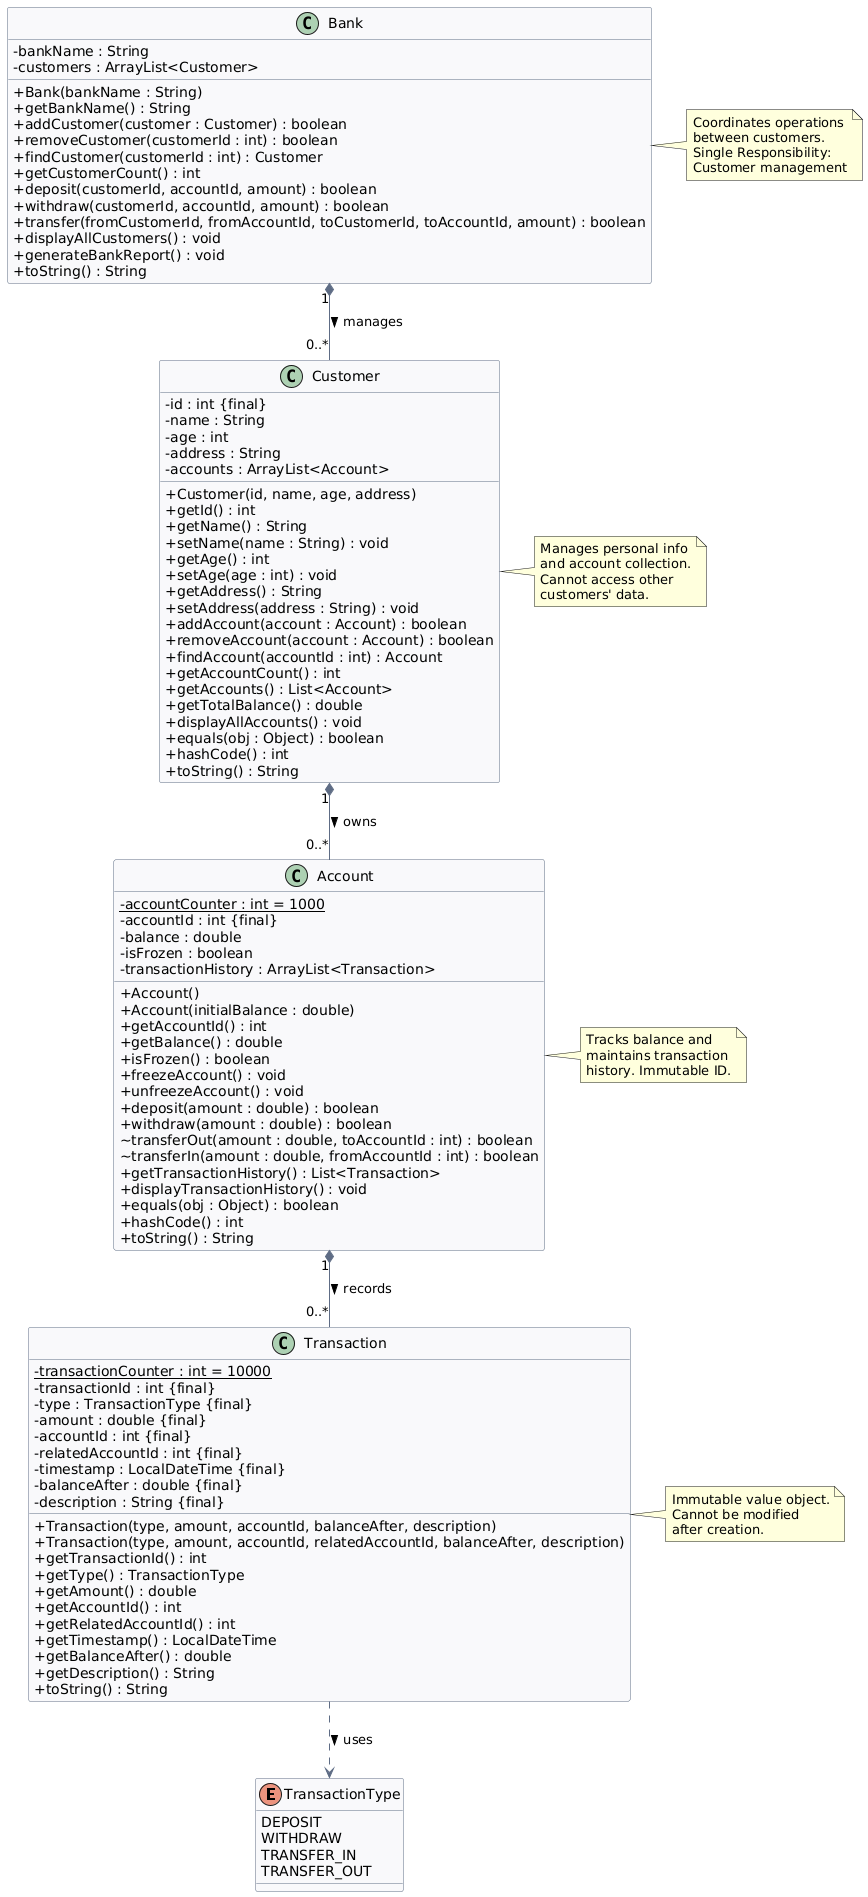 C Bank
-bankName : String
-customers : ArrayList<Customer>
+Bank(bankName : String)
+getBankName() : String
+addCustomer(customer : Customer) : boolean
+removeCustomer(customerId : int) : boolean
+findCustomer(customerId : int) : Customer
+getCustomerCount() : int
+deposit(customerId, accountId, amount) : boolean
+withdraw(customerId, accountId, amount) : boolean
+transfer(fromCustomerId, fromAccountId, toCustomerId, toAccountId, amount) : boolean
+displayAllCustomers() : void
+generateBankReport() : void
+toString() : String
Coordinates operations
between customers.
Single Responsibility:
Customer management
1
manages
0..*
C Customer
-id : int {final}
-name : String
-age : int
-address : String
-accounts : ArrayList<Account>
+Customer(id, name, age, address)
+getId() : int
+getName() : String
+setName(name : String) : void
+getAge() : int
+setAge(age : int) : void
+getAddress() : String
+setAddress(address : String) : void
+addAccount(account : Account) : boolean
+removeAccount(account : Account) : boolean
+findAccount(accountId : int) : Account
+getAccountCount() : int
+getAccounts() : List<Account>
+getTotalBalance() : double
+displayAllAccounts() : void
+equals(obj : Object) : boolean
+hashCode() : int
+toString() : String
Manages personal info
and account collection.
Cannot access other
customers' data.
1
owns
0..*
C Account
-accountCounter : int = 1000
-accountId : int {final}
-balance : double
-isFrozen : boolean
-transactionHistory : ArrayList<Transaction>
+Account()
+Account(initialBalance : double)
+getAccountId() : int
+getBalance() : double
+isFrozen() : boolean
+freezeAccount() : void
+unfreezeAccount() : void
+deposit(amount : double) : boolean
+withdraw(amount : double) : boolean
~transferOut(amount : double, toAccountId : int) : boolean
~transferIn(amount : double, fromAccountId : int) : boolean
+getTransactionHistory() : List<Transaction>
+displayTransactionHistory() : void
+equals(obj : Object) : boolean
+hashCode() : int
+toString() : String
Tracks balance and
maintains transaction
history. Immutable ID.
1
records
0..*
C Transaction
-transactionCounter : int = 10000
-transactionId : int {final}
-type : TransactionType {final}
-amount : double {final}
-accountId : int {final}
-relatedAccountId : int {final}
-timestamp : LocalDateTime {final}
-balanceAfter : double {final}
-description : String {final}
+Transaction(type, amount, accountId, balanceAfter, description)
+Transaction(type, amount, accountId, relatedAccountId, balanceAfter, description)
+getTransactionId() : int
+getType() : TransactionType
+getAmount() : double
+getAccountId() : int
+getRelatedAccountId() : int
+getTimestamp() : LocalDateTime
+getBalanceAfter() : double
+getDescription() : String
+toString() : String
Immutable value object.
Cannot be modified
after creation.
uses
E TransactionType
DEPOSIT
WITHDRAW
TRANSFER_IN
TRANSFER_OUT